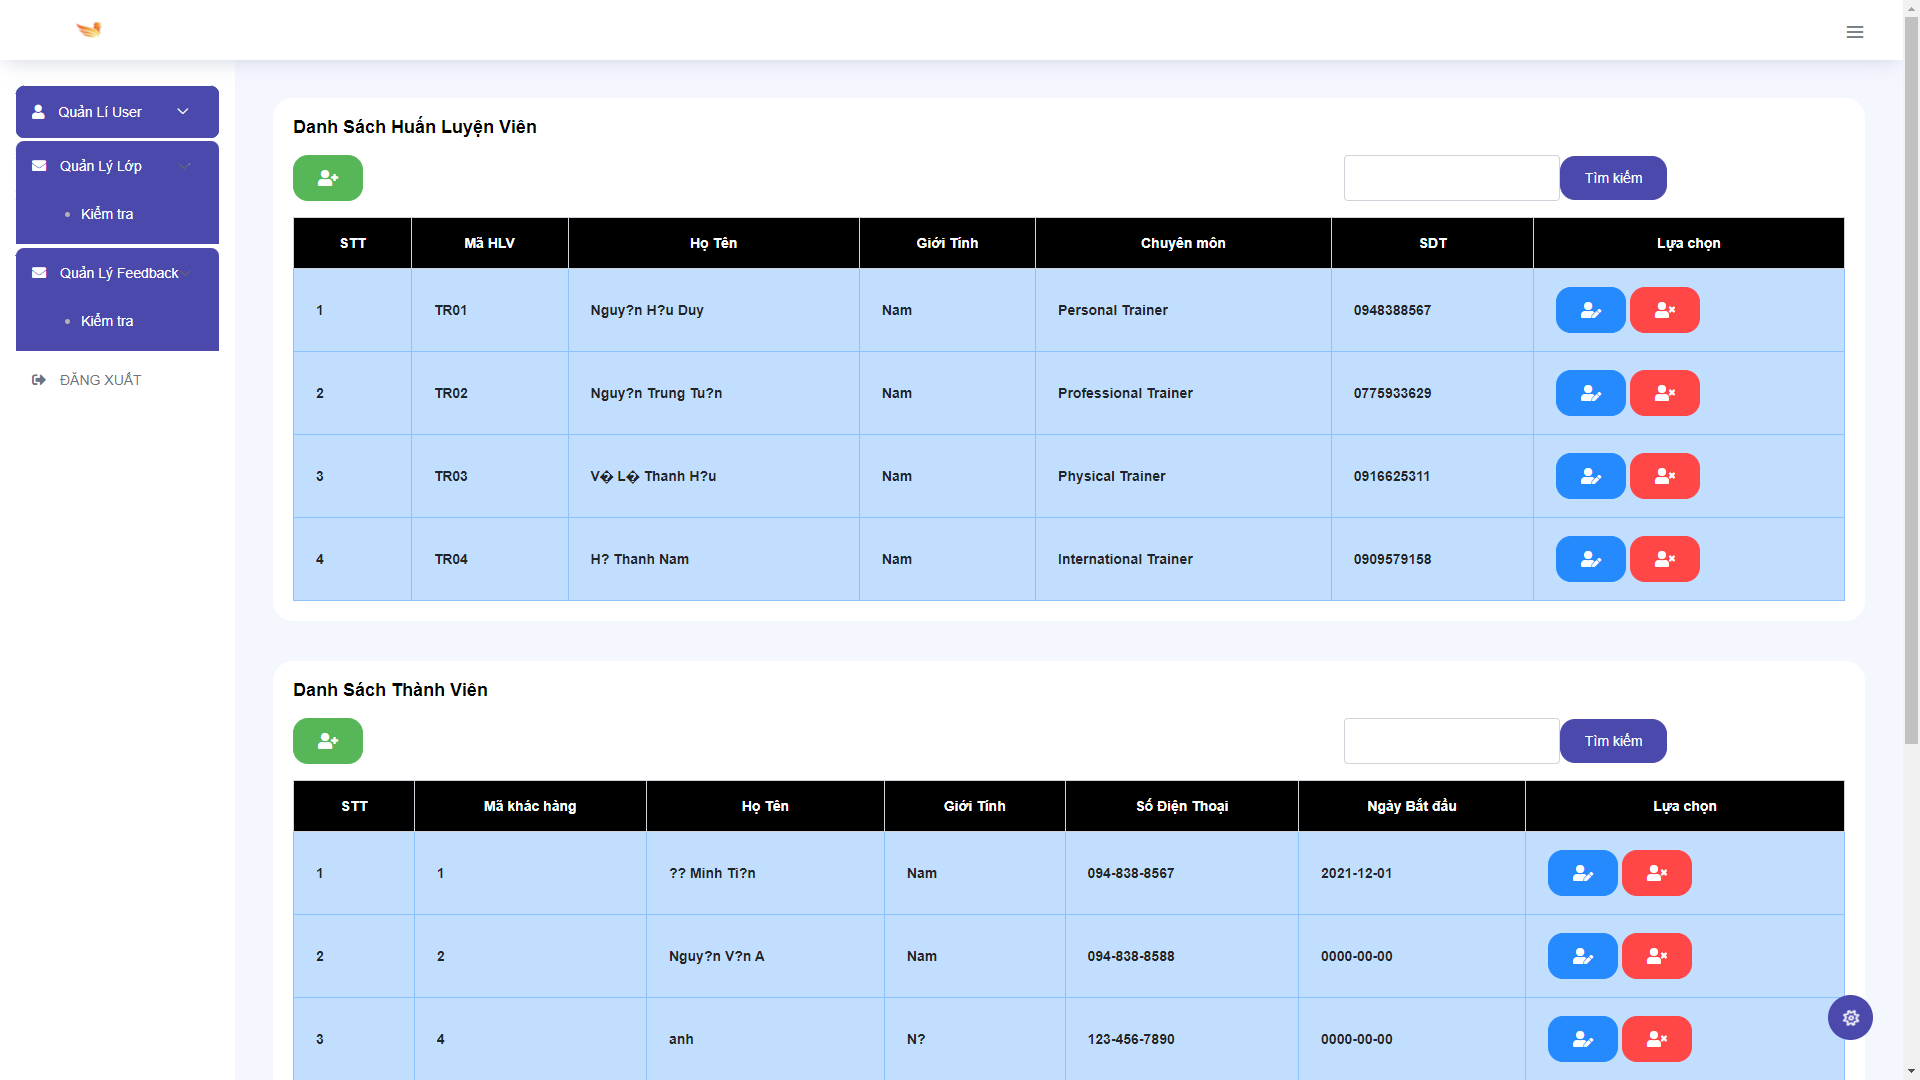 Quản Lí User
Quản Lý Lớp
Kiểm tra
Quản Lý Feedback
Kiểm tra
ĐĂNG XUẤT
Danh Sách Huấn Luyện Viên
Tìm kiếm
STT Mã HLV Họ Tên Giới Tính Chuyên môn SDT Lựa chọn
1 TR01 Nguy?n H?u Duy Nam Personal Trainer 0948388567
2 TR02 Nguy?n Trung Tu?n Nam Professional Trainer 0775933629
3 TR03 V� L� Thanh H?u Nam Physical Trainer 0916625311
4 TR04 H? Thanh Nam Nam International Trainer 0909579158
Danh Sách Thành Viên
Tìm kiếm
STT Mã khác hàng Họ Tên Giới Tính Số Điện Thoại Ngày Bắt đầu Lựa chọn
1 1 ?? Minh Ti?n Nam 094-838-8567 2021-12-01
2 2 Nguy?n V?n A Nam 094-838-8588 0000-00-00
3 4 anh N? 123-456-7890 0000-00-00